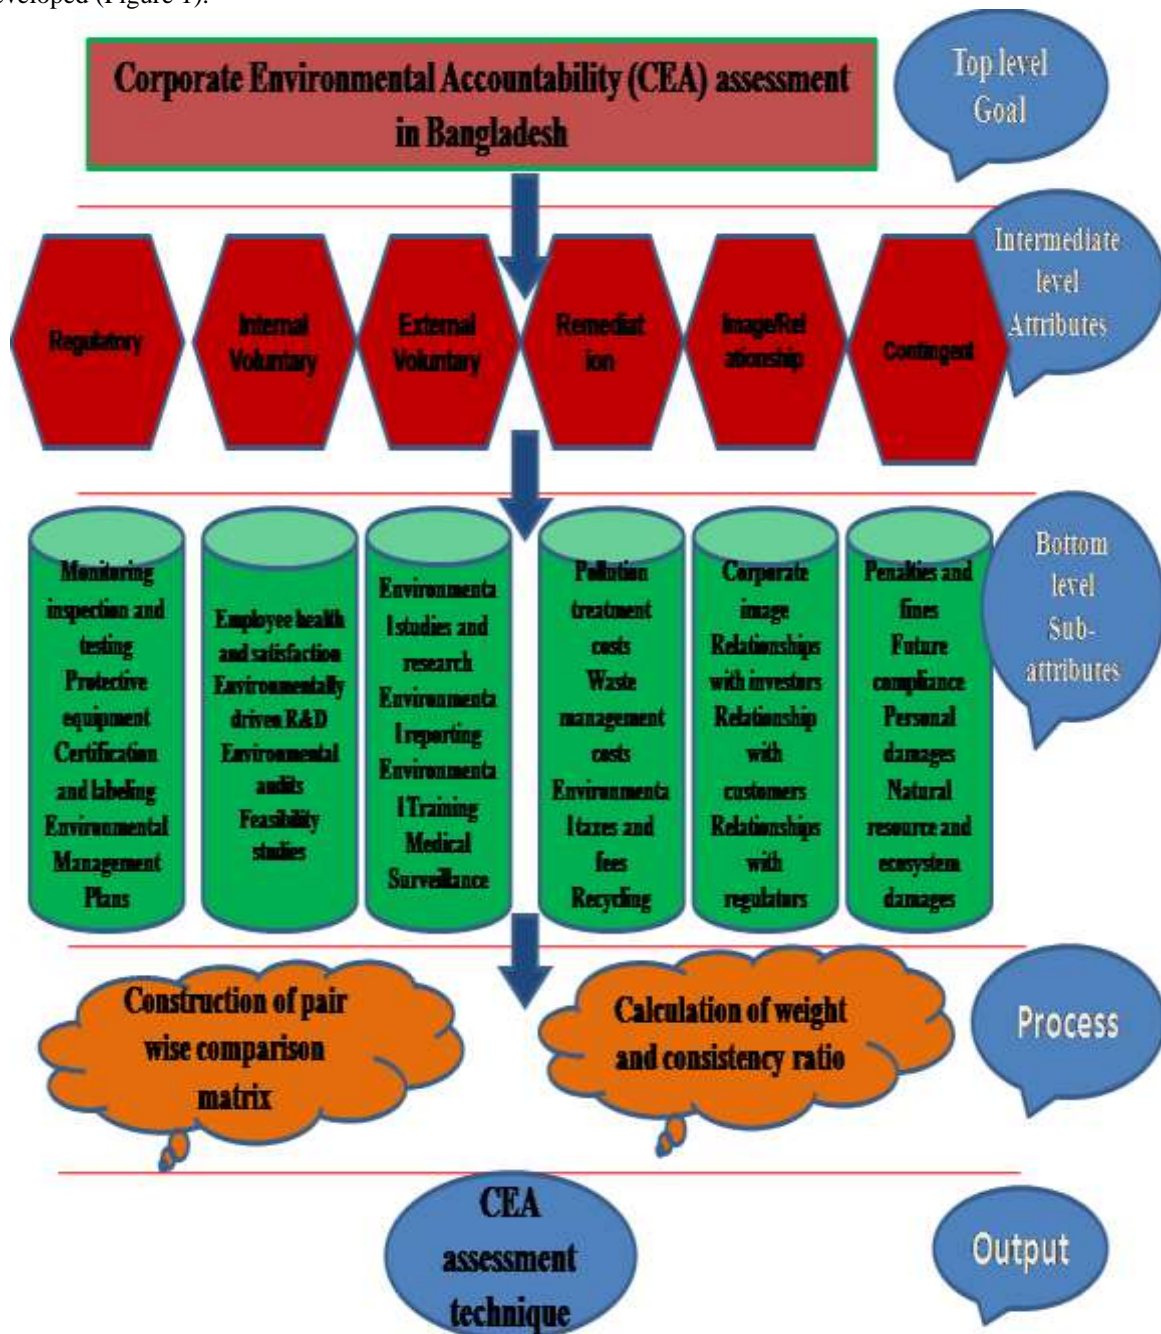 eveloped (Figure 1).
Corporate Environmental Accountability (CEA) assessment
in Bangladesh
Top level
Goal
Regulatory
Internal
Voluntary
External
Voluntary
Remediat
ion
Image/Rel
ationship
Contingent
Intermediate
level
Attributes
Monitoring
inspection and
testing
Protective
equipment
Certification
and labeling
Environmental
Management
Plans
Employee health
and satisfaction
Environmentally
driven R&D
Environmental
audits
Feasibility
studies
Environmenta
l studies and
research
Environmenta
l reporting
Environmenta
l Training
Medical
Surveillance
Pollution
treatment
costs
Waste
management
costs
Environmenta
l taxes and
fees
Recycling
Corporate
image
Relationships
with investors
Relationship
with
customers
Relationships
with
regulators
Penalties and
fines
Future
compliance
Personal
damages
Natural
resource and
ecosystem
damages
Bottom
level
Sub-
attributes
Construction of pair
wise comparison
matrix
Calculation of weight
and consistency ratio
Process
CEA
assessment
technique
Output